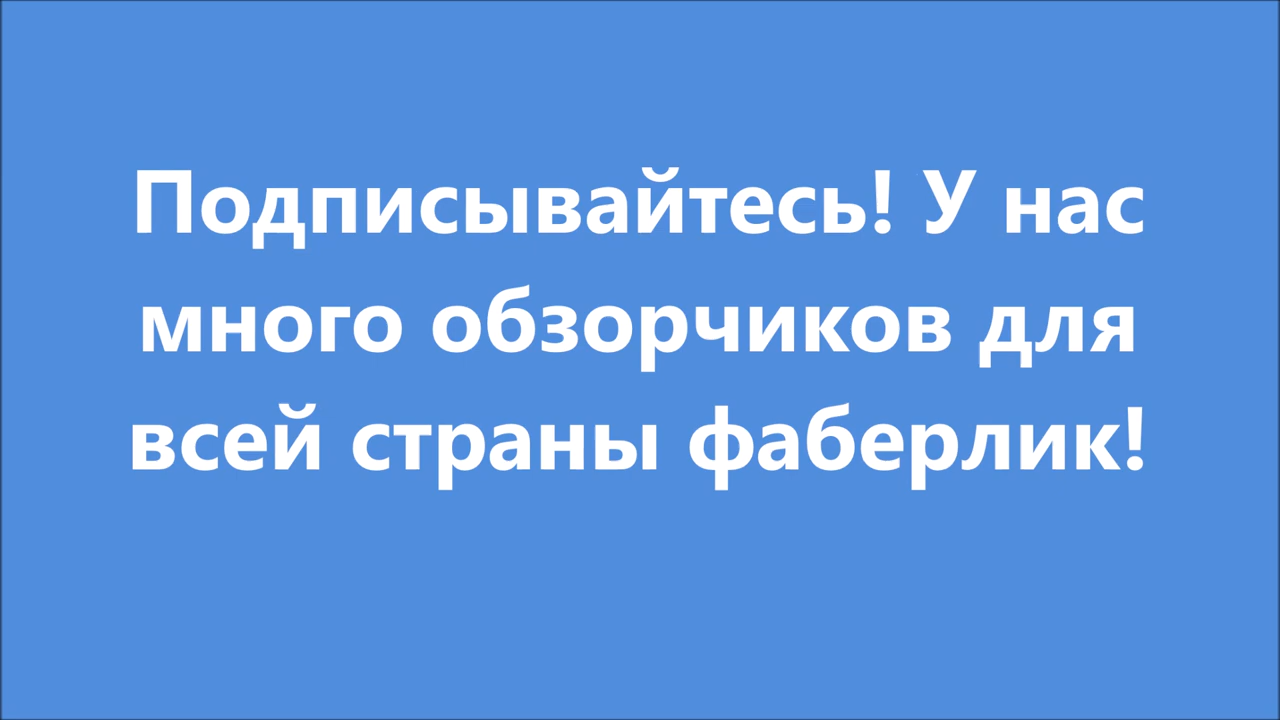 Подписывайтесь! У нас
много обзорчиков для
всей страны фаберлик!